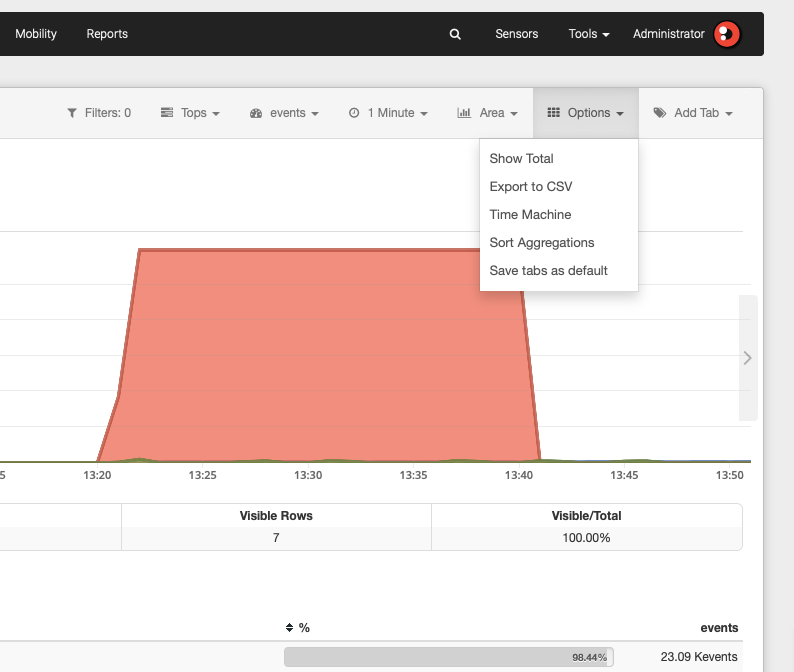 Mobility Reports Sensors Tools Administrator
Filters: 0 Tops events 1 Minute Area Options Add Tab
Show Total
Export to CSV
Time Machine
Sort Aggregations
Save tabs as default
5 13:20 13:25 13:30 13:35 13:40 13:45 13:50
Visible Rows Visible/Total
7 100.00%
% events
98.44% 23.09 Kevents